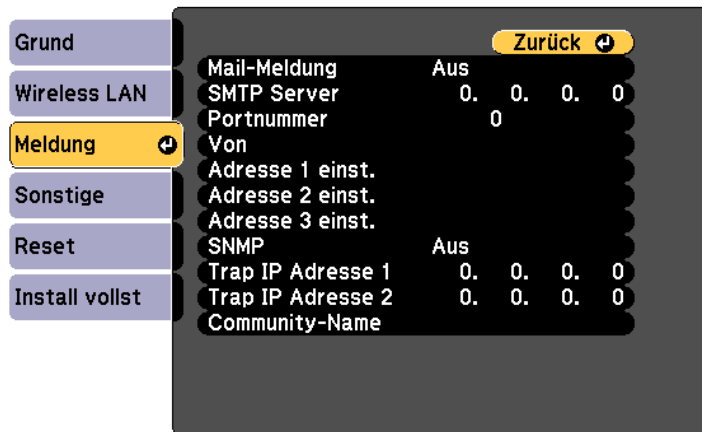 Grund
Wireless LAN
Meldung
Sonstige
Reset
Install vollst
Zurück
Mail-Meldung Aus
SMTP Server 0. 0. 0. 0
Portnummer 0
Von
Adresse 1 einst.
Adresse 2 einst.
Adresse 3 einst.
SNMP Aus
Trap IP Adresse 1 0. 0. 0. 0
Trap IP Adresse 2 0. 0. 0. 0
Community-Name